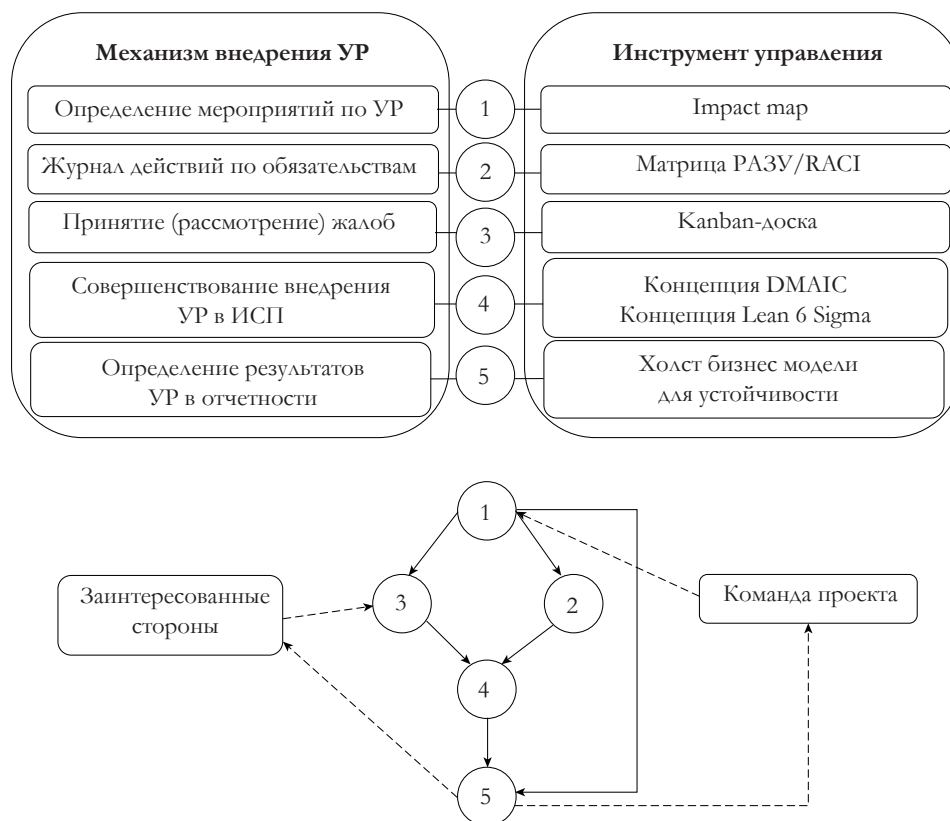 Механизм внедрения УР
Инструмент управления
Определение мероприятий по УР
1
Impact map
Журнал действий по обязательствам
2
Матрица РАЗУ/RACI
Принятие (рассмотрение) жалоб
3
Kanban-доска
Совершенствование внедрения
УР в ИСП
4
Концепция DMAIC
Концепция Lean 6 Sigma
Определение результатов
УР в отчетности
5
Холст бизнес модели
для устойчивости
1
Заинтересованные
стороны
3
2
Команда проекта
4
5